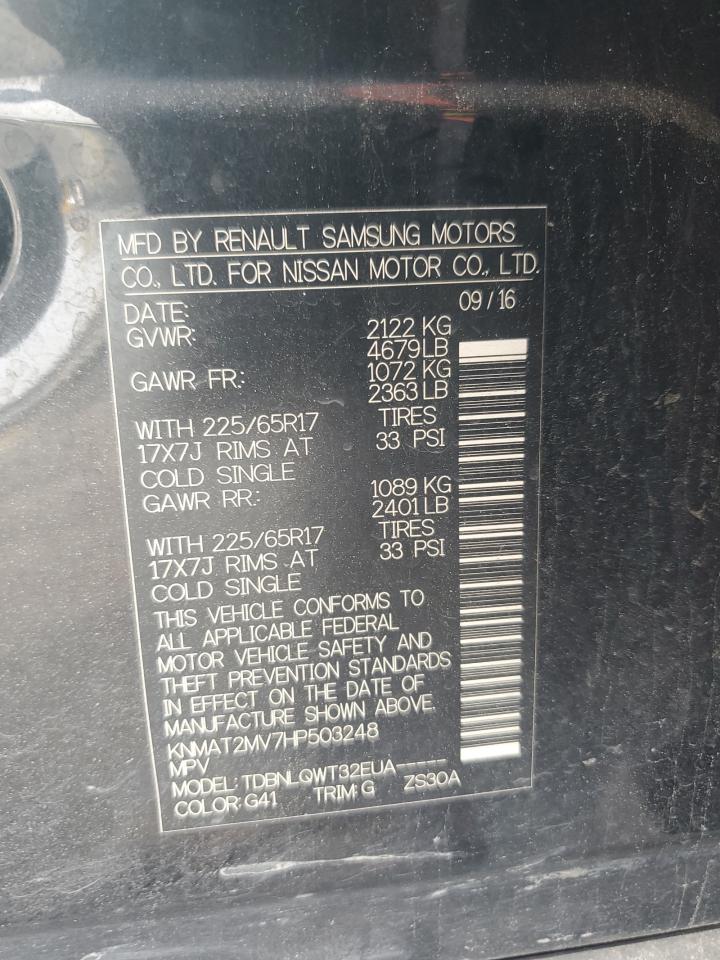 MFD BY RENAULT SAMSUNG MOTORS
CO., LTD. FOR NISSAN MOTOR CO., LTD.
DATE: 09/16
GVWR: 2122 KG
4679 LB
GAWR FR: 1072 KG
2363 LB
WITH 225/65R17 TIRES
17X7J RIMS AT 33 PSI
COLD SINGLE
GAWR RR: 1089 KG
2401 LB
WITH 225/65R17 TIRES
17X7J RIMS AT 33 PSI
COLD SINGLE
THIS VEHICLE CONFORMS TO
ALL APPLICABLE FEDERAL
MOTOR VEHICLE SAFETY AND
THEFT PREVENTION STANDARDS
IN EFFECT ON THE DATE OF
MANUFACTURE SHOWN ABOVE.
KNMAT2MV7HP503248
MPV
MODEL: TDBNLQWT32EUA-----
COLOR: G41 TRIM: G ZS30A